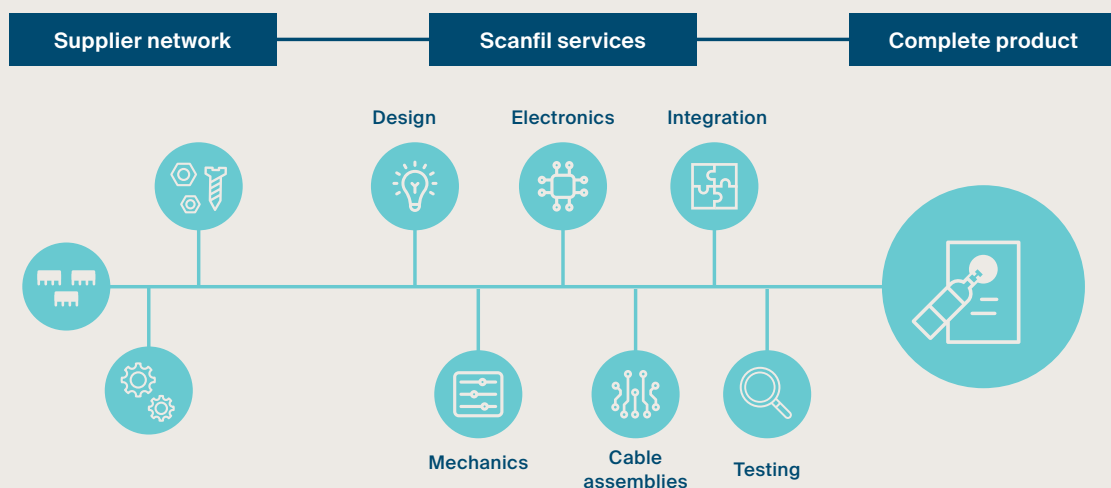 Supplier network
Scanfil services
Complete product
Design
Electronics
Integration
Mechanics
Cable
assemblies
Testing